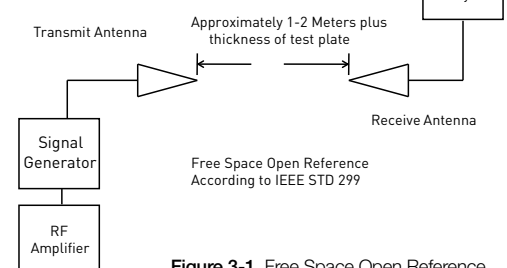 Transmit Antenna
Approximately 1-2 Meters plus
thickness of test plate
Receive Antenna
Signal
Generator
Free Space Open Reference
According to IEEE STD 299
RF
Amplifier
Figure 3-1 Free Space Open Reference